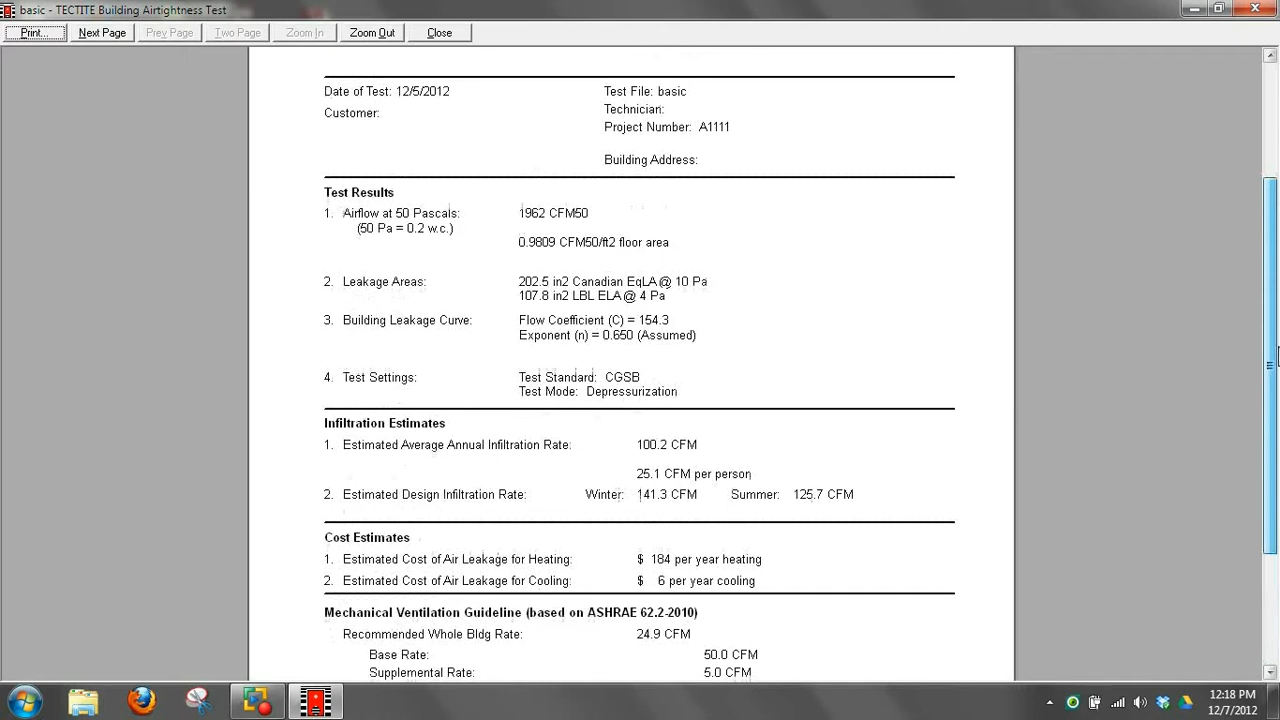 basic - TECTITE Building Airtightness Test
Print... Next Page Prev Page Two Page Zoom In Zoom Out Close
Date of Test: 12/5/2012 Test File: basic
Technician:
Customer:
Project Number: A1111
Building Address:
Test Results
1. Airflow at 50 Pascals: 1962 CFM50
(50 Pa = 0.2 w.c.)
0.9809 CFM50/ft2 floor area
2. Leakage Areas: 202.5 in2 Canadian EqLA @ 10 Pa
107.8 in2 LBL ELA @ 4 Pa
3. Building Leakage Curve: Flow Coefficient (C) = 154.3
Exponent (n) = 0.650 (Assumed)
4. Test Settings: Test Standard: CGSB
Test Mode: Depressurization
Infiltration Estimates
1. Estimated Average Annual Infiltration Rate: 100.2 CFM
25.1 CFM per person
2. Estimated Design Infiltration Rate: Winter: 141.3 CFM Summer: 125.7 CFM
Cost Estimates
1. Estimated Cost of Air Leakage for Heating: $ 184 per year heating
2. Estimated Cost of Air Leakage for Cooling: $ 6 per year cooling
Mechanical Ventilation Guideline (based on ASHRAE 62.2-2010)
Recommended Whole Bldg Rate: 24.9 CFM
Base Rate: 50.0 CFM
Supplemental Rate: 5.0 CFM
12:18 PM
12/7/2012